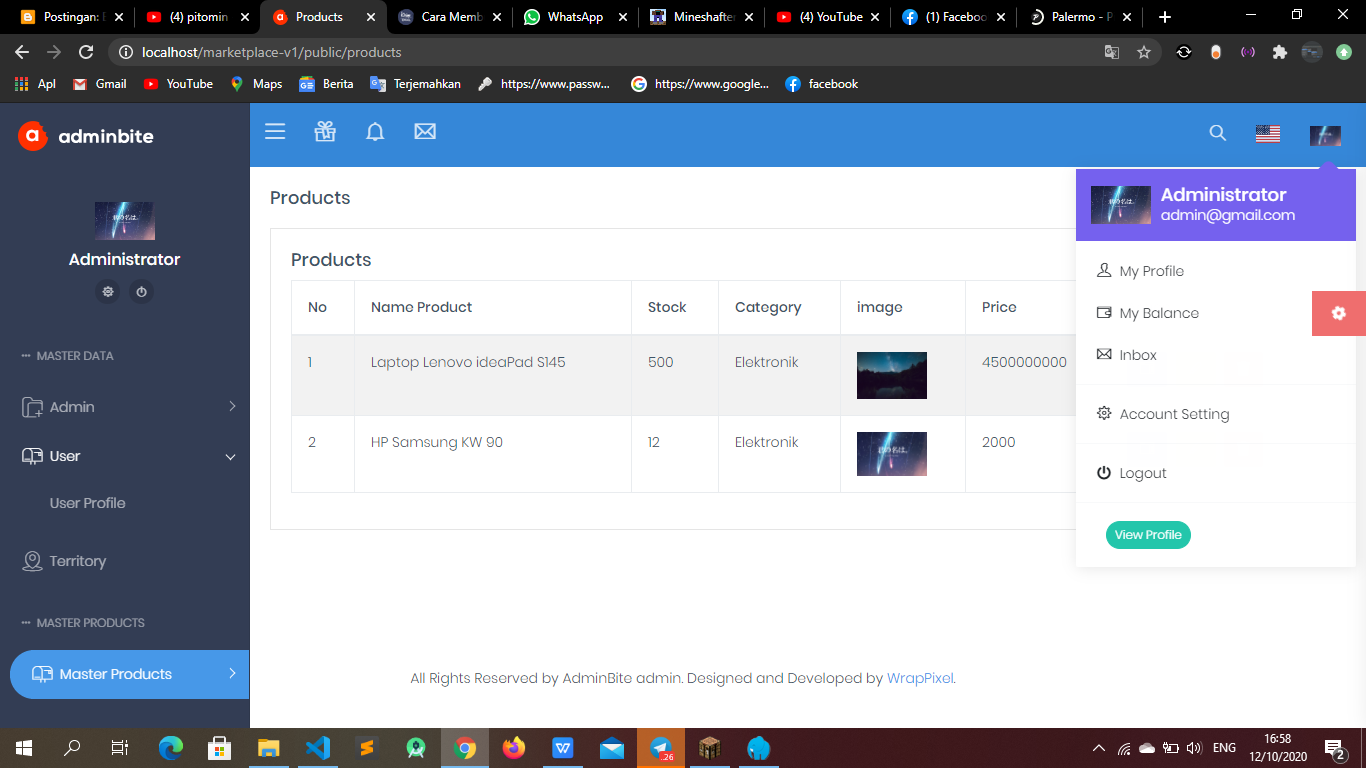 Postingan: E
(4) pitomin
Products
Cara Memb
WhatsApp
Mineshafter
(4) YouTube
(1) Faceboo
Palermo - P
localhost/marketplace-v1/public/products
Apl
Gmail
YouTube
Maps
Berita
Terjemahkan
https://www.passw...
https://www.google...
facebook
a adminbite
Administrator
MASTER DATA
Admin
User
User Profile
Territory
MASTER PRODUCTS
Master Products
Products
Products
No Name Product Stock Category image Price
1 Laptop Lenovo ideaPad S145 500 Elektronik 4500000000
2 HP Samsung KW 90 12 Elektronik 君の名は。 2000
Administrator
admin@gmail.com
My Profile
My Balance
Inbox
Account Setting
Logout
View Profile
All Rights Reserved by AdminBite admin. Designed and Developed by WrapPixel.
.26
ENG
16:58
12/10/2020
2